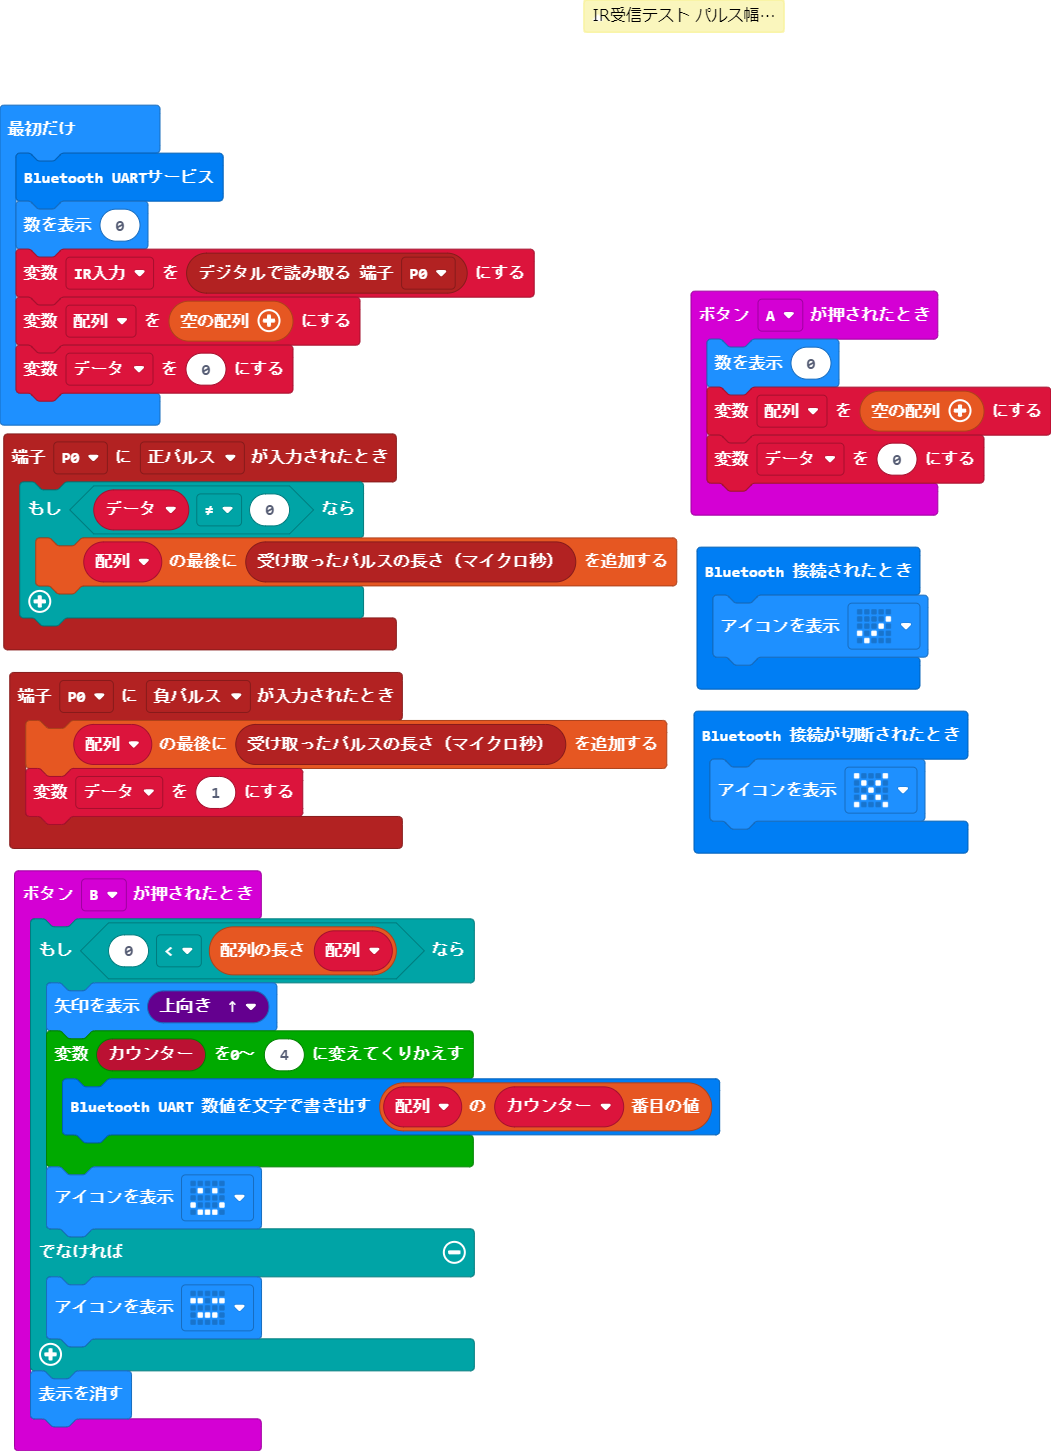 IR受信テスト パルス幅…
最初だけ
Bluetooth UARTサービス
数を表示 0
変数 IR入力 を デジタルで読み取る 端子 P0 にする
変数 配列 を 空の配列 にする
変数 データ を 0 にする
端子 P0 に 正パルス が入力されたとき
もし データ ≠ 0 なら
配列 の最後に 受け取ったパルスの長さ（マイクロ秒） を追加する
端子 P0 に 負パルス が入力されたとき
配列 の最後に 受け取ったパルスの長さ（マイクロ秒） を追加する
変数 データ を 1 にする
ボタン B が押されたとき
もし 0 < 配列の長さ 配列 なら
矢印を表示 上向き ↑
変数 カウンター を0～ 4 に変えてくりかえす
Bluetooth UART 数値を文字で書き出す 配列 の カウンター 番目の値
アイコンを表示
でなければ
アイコンを表示
表示を消す
ボタン A が押されたとき
数を表示 0
変数 配列 を 空の配列 にする
変数 データ を 0 にする
Bluetooth 接続されたとき
アイコンを表示
Bluetooth 接続が切断されたとき
アイコンを表示